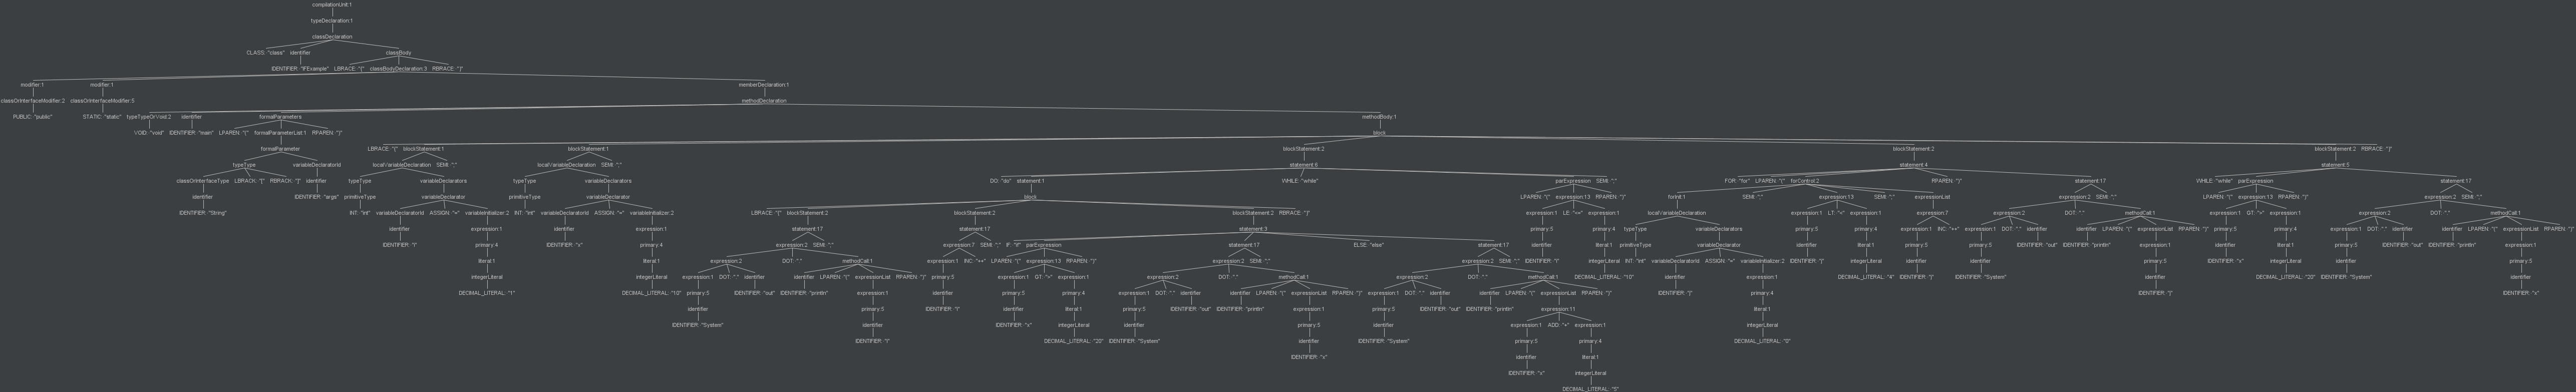 compilationUnit:1
typeDeclaration:1
classDeclaration
CLASS: "class" identifier classBody
IDENTIFIER: "IFExample" LBRACE: "{" classBodyDeclaration:3 RBRACE: "}"
modifier:1 modifier:1 memberDeclaration:1
classOrInterfaceModifier:2 classOrInterfaceModifier:5 methodDeclaration
PUBLIC: "public" STATIC: "static" typeTypeOrVoid:2 identifier formalParameters methodBody:1
VOID: "void" IDENTIFIER: "main" LPAREN: "(" formalParameterList:1 RPAREN: ")" block
formalParameter LBRACE: "{" blockStatement:1 blockStatement:1 blockStatement:2 blockStatement:2 blockStatement:2 RBRACE: "}"
typeType variableDeclaratorId localVariableDeclaration SEMI: ";" localVariableDeclaration SEMI: ";" statement:6 statement:4 statement:5
classOrInterfaceType LBRACK: "[" RBRACK: "]" identifier typeType variableDeclarators typeType variableDeclarators DO: "do" statement:1 WHILE: "while" parExpression SEMI: ";" FOR: "for" LPAREN: "(" forControl:2 RPAREN: ")" statement:17 WHILE: "while" parExpression statement:17
identifier IDENTIFIER: "args" primitiveType variableDeclarator primitiveType variableDeclarator block LPAREN: "(" expression:13 RPAREN: ")" forInit:1 SEMI: ";" expression:13 SEMI: ";" expressionList expression:2 SEMI: ";" LPAREN: "(" expression:13 RPAREN: ")" expression:2 SEMI: ";"
IDENTIFIER: "String" INT: "int" variableDeclaratorId ASSIGN: "=" variableInitializer:2 INT: "int" variableDeclaratorId ASSIGN: "=" variableInitializer:2 LBRACE: "{" blockStatement:2 blockStatement:2 blockStatement:2 RBRACE: "}" expression:1 LE: "<=" expression:1 localVariableDeclaration expression:1 LT: "<" expression:1 expression:7 expression:2 DOT: "." methodCall:1 expression:1 GT: ">" expression:1 expression:2 DOT: "." methodCall:1
identifier expression:1 identifier expression:1 statement:17 statement:17 statement:3 primary:5 primary:4 typeType variableDeclarators primary:5 primary:4 expression:1 INC: "++" expression:1 DOT: "." identifier identifier LPAREN: "(" expressionList RPAREN: ")" primary:5 primary:4 expression:1 DOT: "." identifier identifier LPAREN: "(" expressionList RPAREN: ")"
primary:4 IDENTIFIER: "x" primary:4 expression:2 SEMI: ";" expression:7 SEMI: ";" IF: "if" parExpression statement:17 ELSE: "else" statement:17 identifier literal:1 primitiveType variableDeclarator identifier literal:1 primary:5 primary:5 IDENTIFIER: "out" IDENTIFIER: "println" expression:1 identifier literal:1 primary:5 IDENTIFIER: "out" IDENTIFIER: "println" expression:1
literal:1 literal:1 expression:2 DOT: "." methodCall:1 expression:1 INC: "++" LPAREN: "(" expression:13 RPAREN: ")" expression:2 SEMI: ";" expression:2 SEMI: ";" integerLiteral INT: "int" variableDeclaratorId ASSIGN: "=" variableInitializer:2 integerLiteral identifier identifier primary:5 IDENTIFIER: "x" integerLiteral identifier primary:5
integerLiteral integerLiteral expression:1 DOT: "." identifier identifier LPAREN: "(" expressionList RPAREN: ")" primary:5 expression:1 GT: ">" expression:1 expression:2 DOT: "." methodCall:1 expression:2 DOT: "." methodCall:1 DECIMAL_LITERAL: "10" identifier expression:1 DECIMAL_LITERAL: "4" IDENTIFIER: "System" identifier DECIMAL_LITERAL: "20" IDENTIFIER: "System" identifier
DECIMAL_LITERAL: "1" DECIMAL_LITERAL: "10" primary:5 IDENTIFIER: "out" IDENTIFIER: "println" expression:1 identifier primary:5 primary:4 expression:1 DOT: "." identifier identifier LPAREN: "(" expressionList RPAREN: ")" expression:1 DOT: "." identifier identifier LPAREN: "(" expressionList RPAREN: ")" primary:4 IDENTIFIER: "x"
identifier primary:5 identifier literal:1 primary:5 IDENTIFIER: "out" IDENTIFIER: "println" expression:1 primary:5 IDENTIFIER: "out" IDENTIFIER: "println" expression:11 literal:1
IDENTIFIER: "System" identifier IDENTIFIER: "x" integerLiteral identifier primary:5 identifier expression:1 ADD: "+" expression:1 integerLiteral
DECIMAL_LITERAL: "20" IDENTIFIER: "System" identifier IDENTIFIER: "System" primary:5 primary:4 DECIMAL_LITERAL: "0"
IDENTIFIER: "x" identifier literal:1
IDENTIFIER: "x" integerLiteral
DECIMAL_LITERAL: "5"